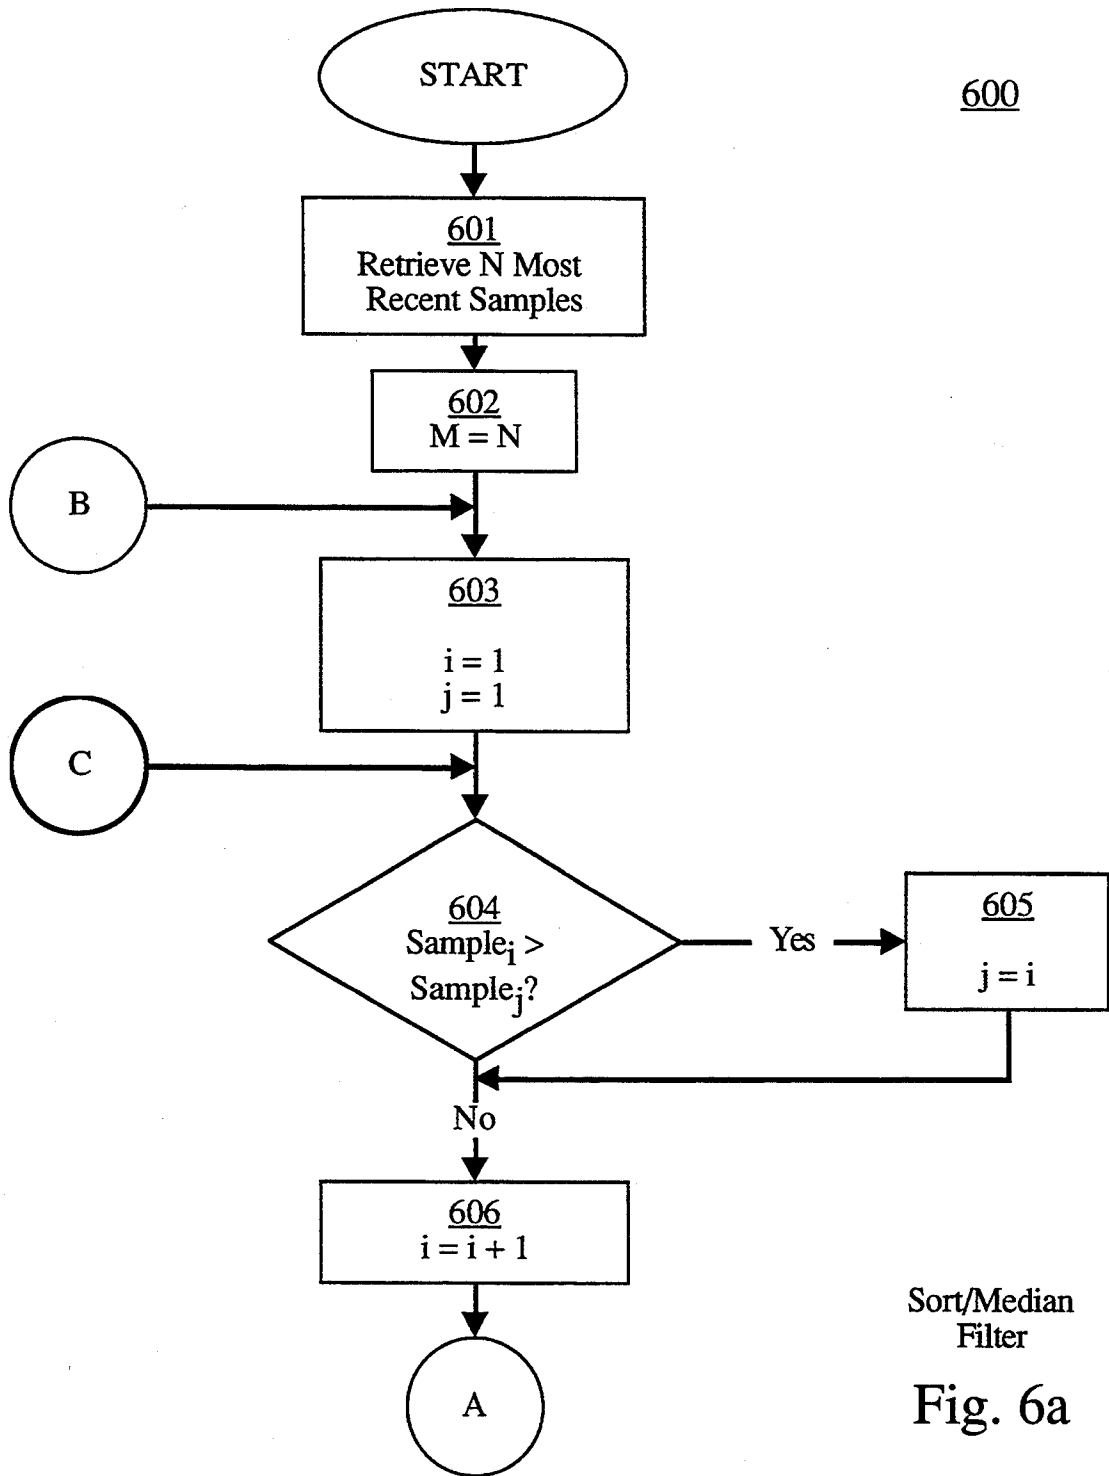 START
600
601
Retrieve N Most
Recent Samples
602
M = N
B
603
i = 1
j = 1
C
604
Sampleᵢ >
Sampleⱼ?
Yes
605
j = i
No
606
i = i + 1
A
Sort/Median
Filter
Fig. 6a